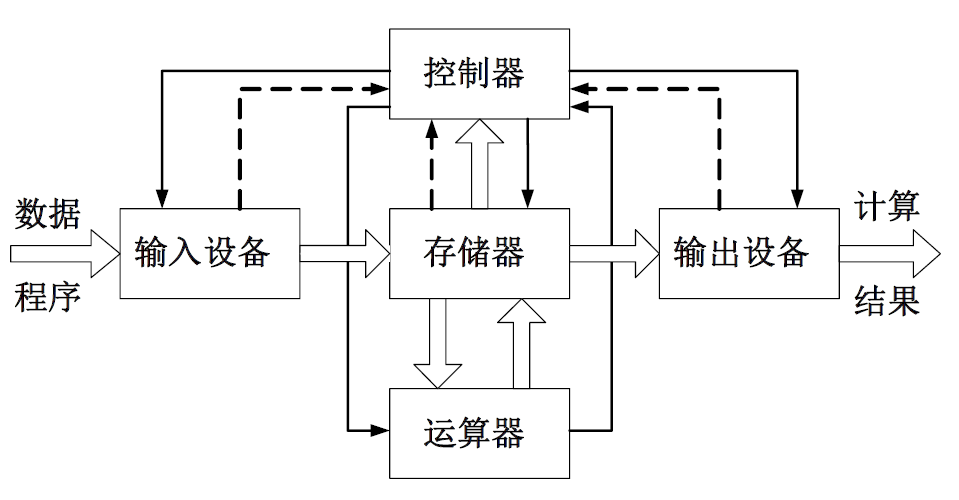 控制器
数据
程序
输入设备
存储器
输出设备
计算
结果
运算器